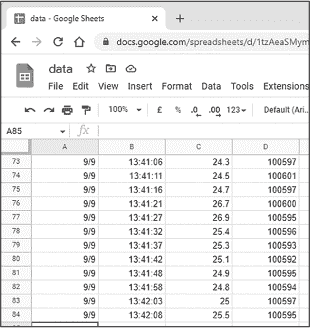 data - Google Sheets
docs.google.com/spreadsheets/d/1tzAeaSMym
data
File Edit View Insert Format Data Tools Extensions
100% £ % .0 .00 123 Default (Ari...
A85 fx
A B C D
73 9/9 13:41:06 24.3 100597
74 9/9 13:41:11 24.5 100601
75 9/9 13:41:16 24.7 100597
76 9/9 13:41:21 26.7 100600
77 9/9 13:41:27 26.9 100595
78 9/9 13:41:32 25.4 100596
79 9/9 13:41:37 25.3 100593
80 9/9 13:41:42 25.1 100592
81 9/9 13:41:48 24.9 100595
82 9/9 13:41:58 24.8 100594
83 9/9 13:42:03 25 100597
84 9/9 13:42:08 25.5 100595